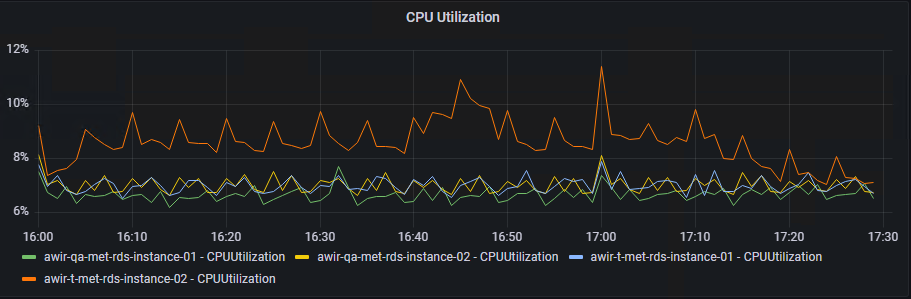 CPU Utilization
12%
10%
8%
6%
16:00 16:10 16:20 16:30 16:40 16:50 17:00 17:10 17:20 17:30
awir-qa-met-rds-instance-01 - CPUUtilization awir-qa-met-rds-instance-02 - CPUUtilization awir-t-met-rds-instance-01 - CPUUtilization
awir-t-met-rds-instance-02 - CPUUtilization